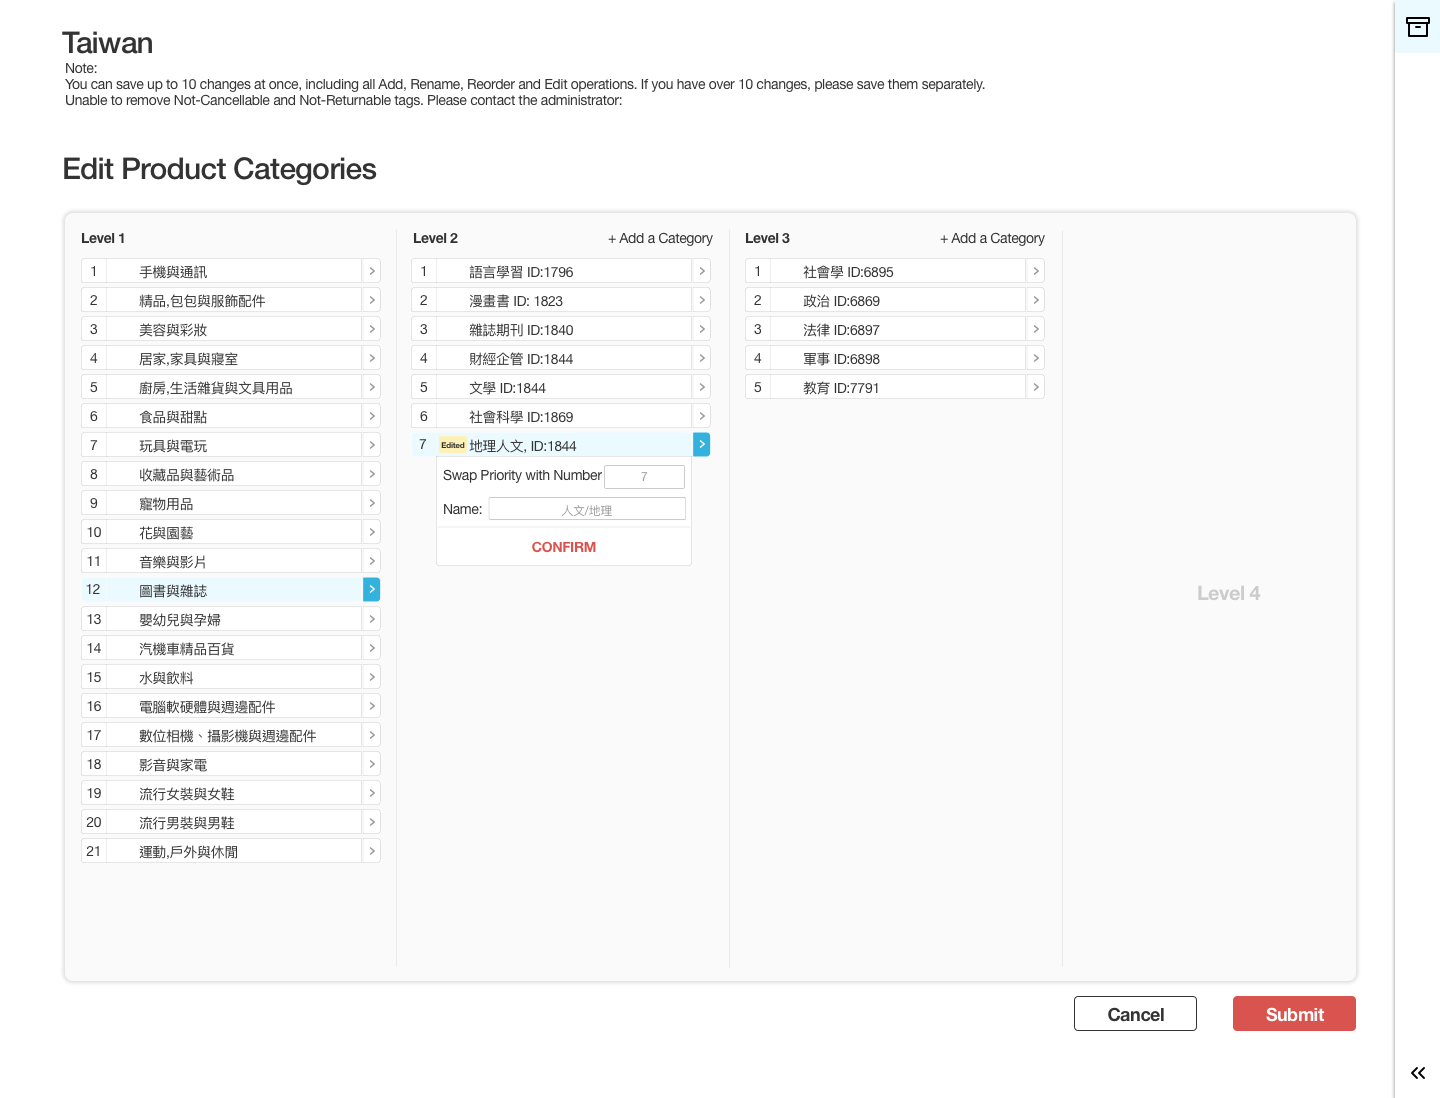 Taiwan
Note:
You can save up to 10 changes at once, including all Add, Rename, Reorder and Edit operations. If you have over 10 changes, please save them separately.
Unable to remove Not-Cancellable and Not-Returnable tags. Please contact the administrator:
Edit Product Categories
Level 1
1 手機與通訊
2 精品,包包與服飾配件
3 美容與彩妝
4 居家,家具與寢室
5 廚房,生活雜貨與文具用品
6 食品與甜點
7 玩具與電玩
8 收藏品與藝術品
9 寵物用品
10 花與園藝
11 音樂與影片
12 圖書與雜誌
13 嬰幼兒與孕婦
14 汽機車精品百貨
15 水與飲料
16 電腦軟硬體與週邊配件
17 數位相機、攝影機與週邊配件
18 影音與家電
19 流行女裝與女鞋
20 流行男裝與男鞋
21 運動,戶外與休閒
Level 2 + Add a Category
1 語言學習 ID:1796
2 漫畫書 ID: 1823
3 雜誌期刊 ID:1840
4 財經企管 ID:1844
5 文學 ID:1844
6 社會科學 ID:1869
7 Edited 地理人文, ID:1844
Swap Priority with Number 7
Name: 人文/地理
CONFIRM
Level 3 + Add a Category
1 社會學 ID:6895
2 政治 ID:6869
3 法律 ID:6897
4 軍事 ID:6898
5 教育 ID:7791
Level 4
Cancel Submit